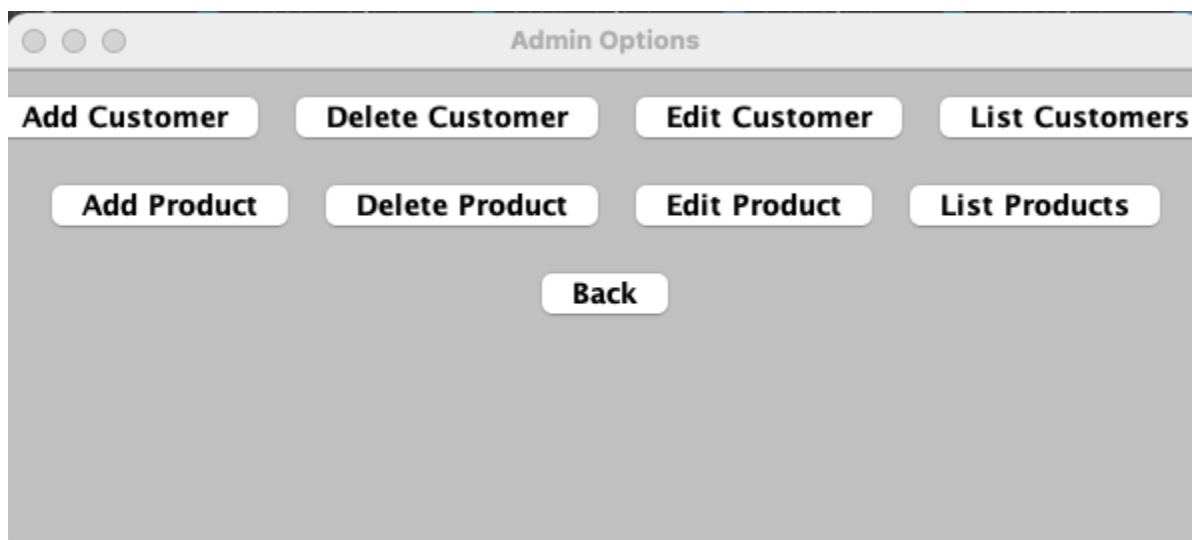 Admin Options
Add Customer Delete Customer Edit Customer List Customers
Add Product Delete Product Edit Product List Products
Back